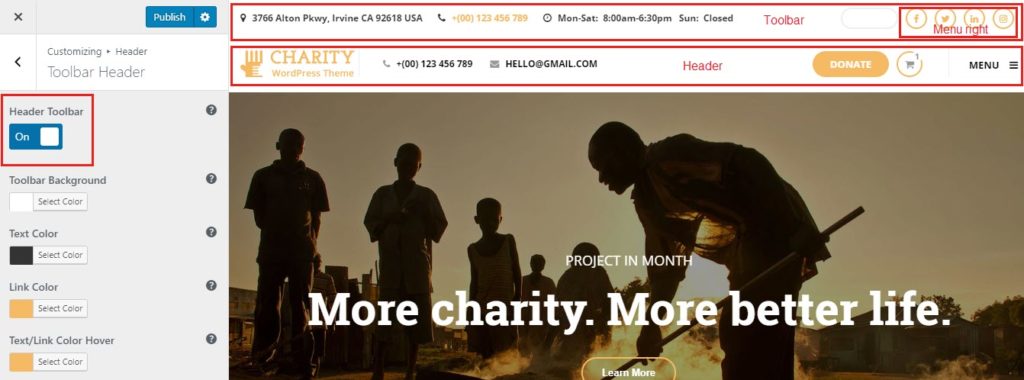 Publish
3766 Alton Pkwy, Irvine CA 92618 USA +(00) 123 456 789 Mon-Sat: 8:00am-6:30pm Sun: Closed Toolbar
Menu right
Customizing ▸ Header
Toolbar Header
CHARITY
WordPress Theme
+(00) 123 456 789 HELLO@GMAIL.COM Header DONATE 1 MENU
Header Toolbar
On
Toolbar Background
Select Color
Text Color
Select Color
Link Color
Select Color
Text/Link Color Hover
Select Color
PROJECT IN MONTH
More charity. More better life.
Learn More